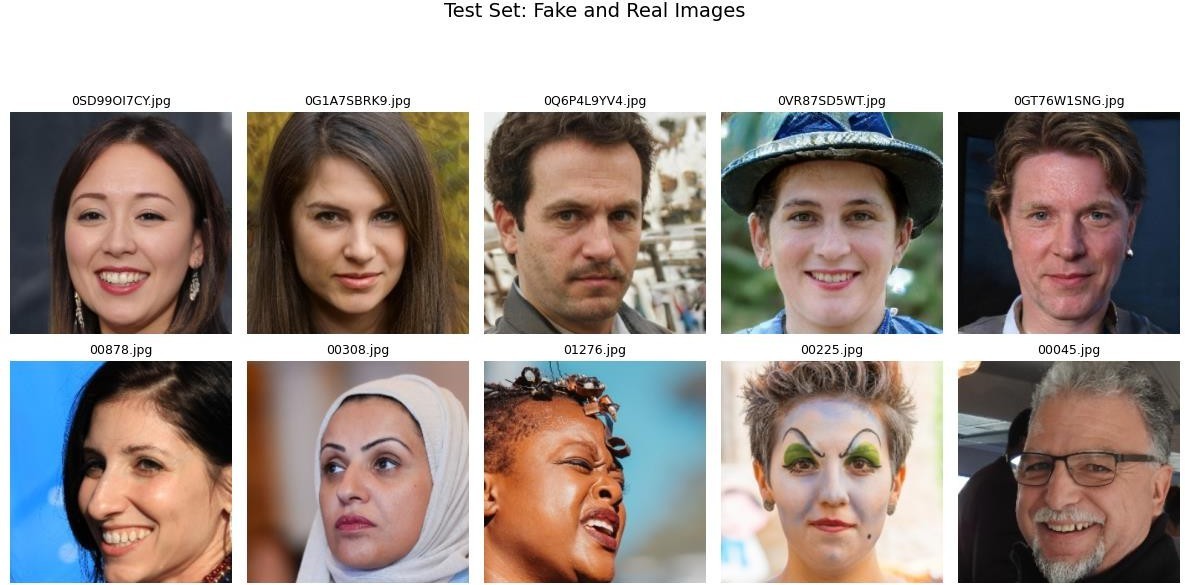 Test Set: Fake and Real Images
0SD99OI7CY.jpg 0G1A7SBRK9.jpg 0Q6P4L9YV4.jpg 0VR87SD5WT.jpg 0GT76W1SNG.jpg
00878.jpg 00308.jpg 01276.jpg 00225.jpg 00045.jpg